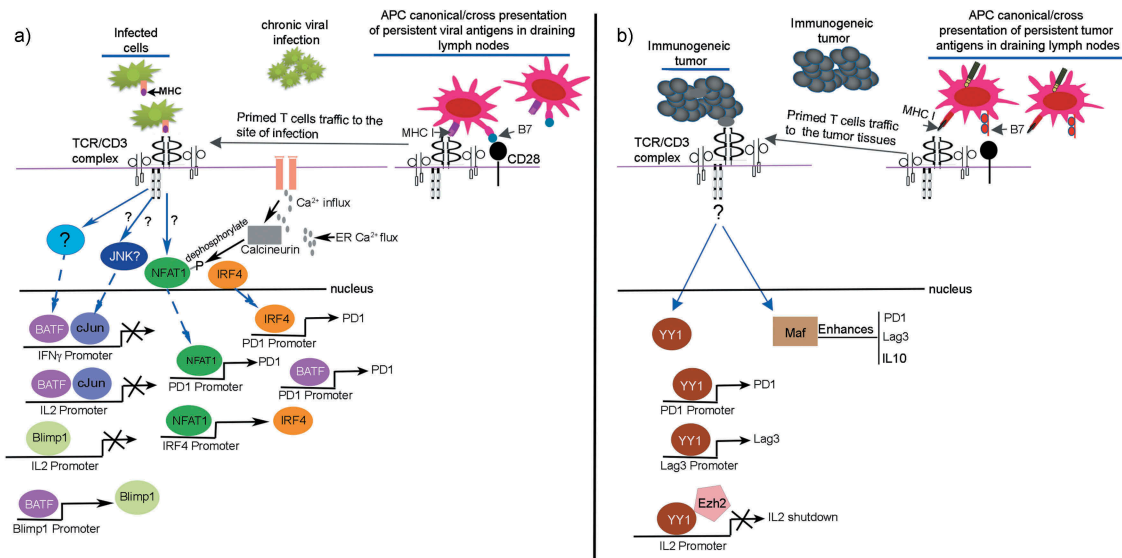 a)
Infected
cells
chronic viral
infection
APC canonical/cross presentation
of persistent viral antigens in draining
lymph nodes
MHC
Primed T cells traffic to the
site of infection
MHC I
B7
TCR/CD3
complex
CD28
?
?
?
Ca2+ influx
?
JNK?
dephosphorylate
Calcineurin
ER Ca2+ flux
P
NFAT1
IRF4
nucleus
BATF
cJun
IFNγ Promoter
IRF4
PD1
PD1 Promoter
NFAT1
PD1
PD1 Promoter
BATF
PD1
PD1 Promoter
BATF
cJun
IL2 Promoter
NFAT1
IRF4
IRF4 Promoter
Blimp1
IL2 Promoter
BATF
Blimp1
Blimp1 Promoter
b)
Immunogeneic
tumor
Immunogeneic
tumor
APC canonical/cross
presentation of persistent tumor
antigens in draining lymph nodes
MHC I
B7
Primed T cells traffic
to the tumor tissues
TCR/CD3
complex
?
nucleus
YY1
Maf
Enhances
PD1
Lag3
IL10
YY1
PD1
PD1 Promoter
YY1
Lag3
Lag3 Promoter
YY1
Ezh2
IL2 shutdown
IL2 Promoter